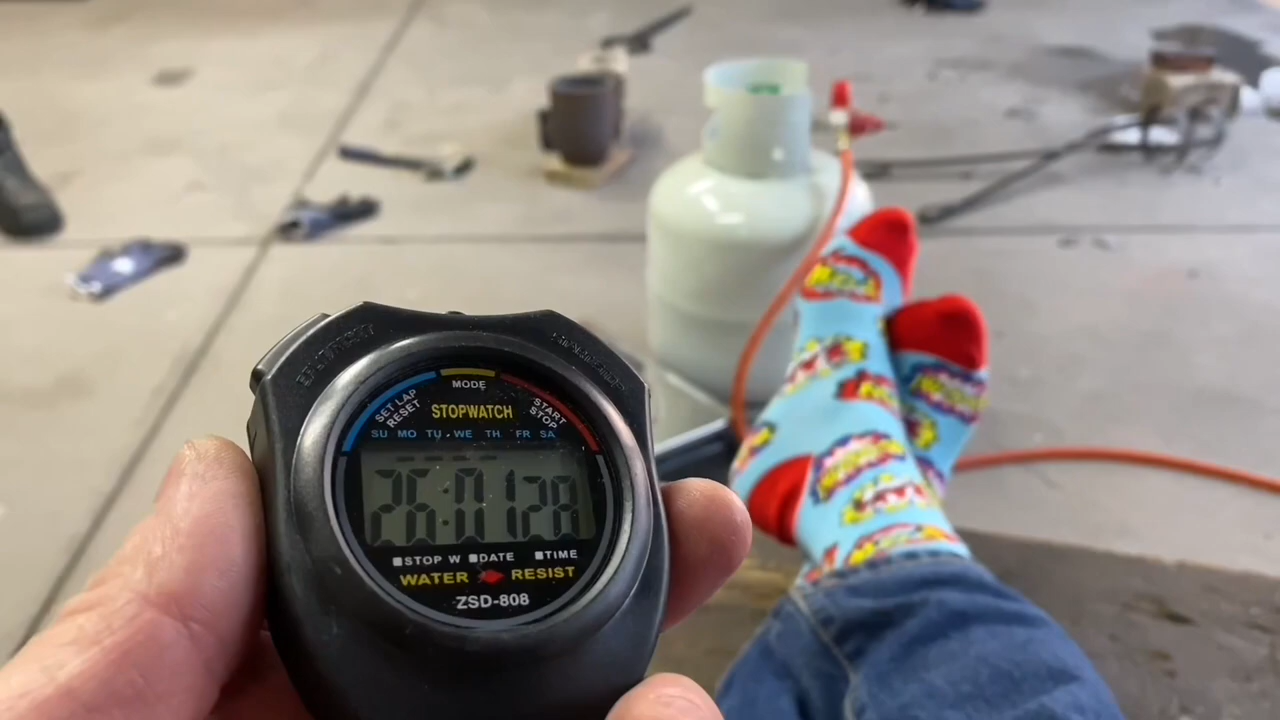 MODE
SET LAP
RESET
START
STOP
STOPWATCH
SU MO TU WE TH FR SA
26:01 28
STOP W DATE TIME
WATER RESIST
ZSD-808